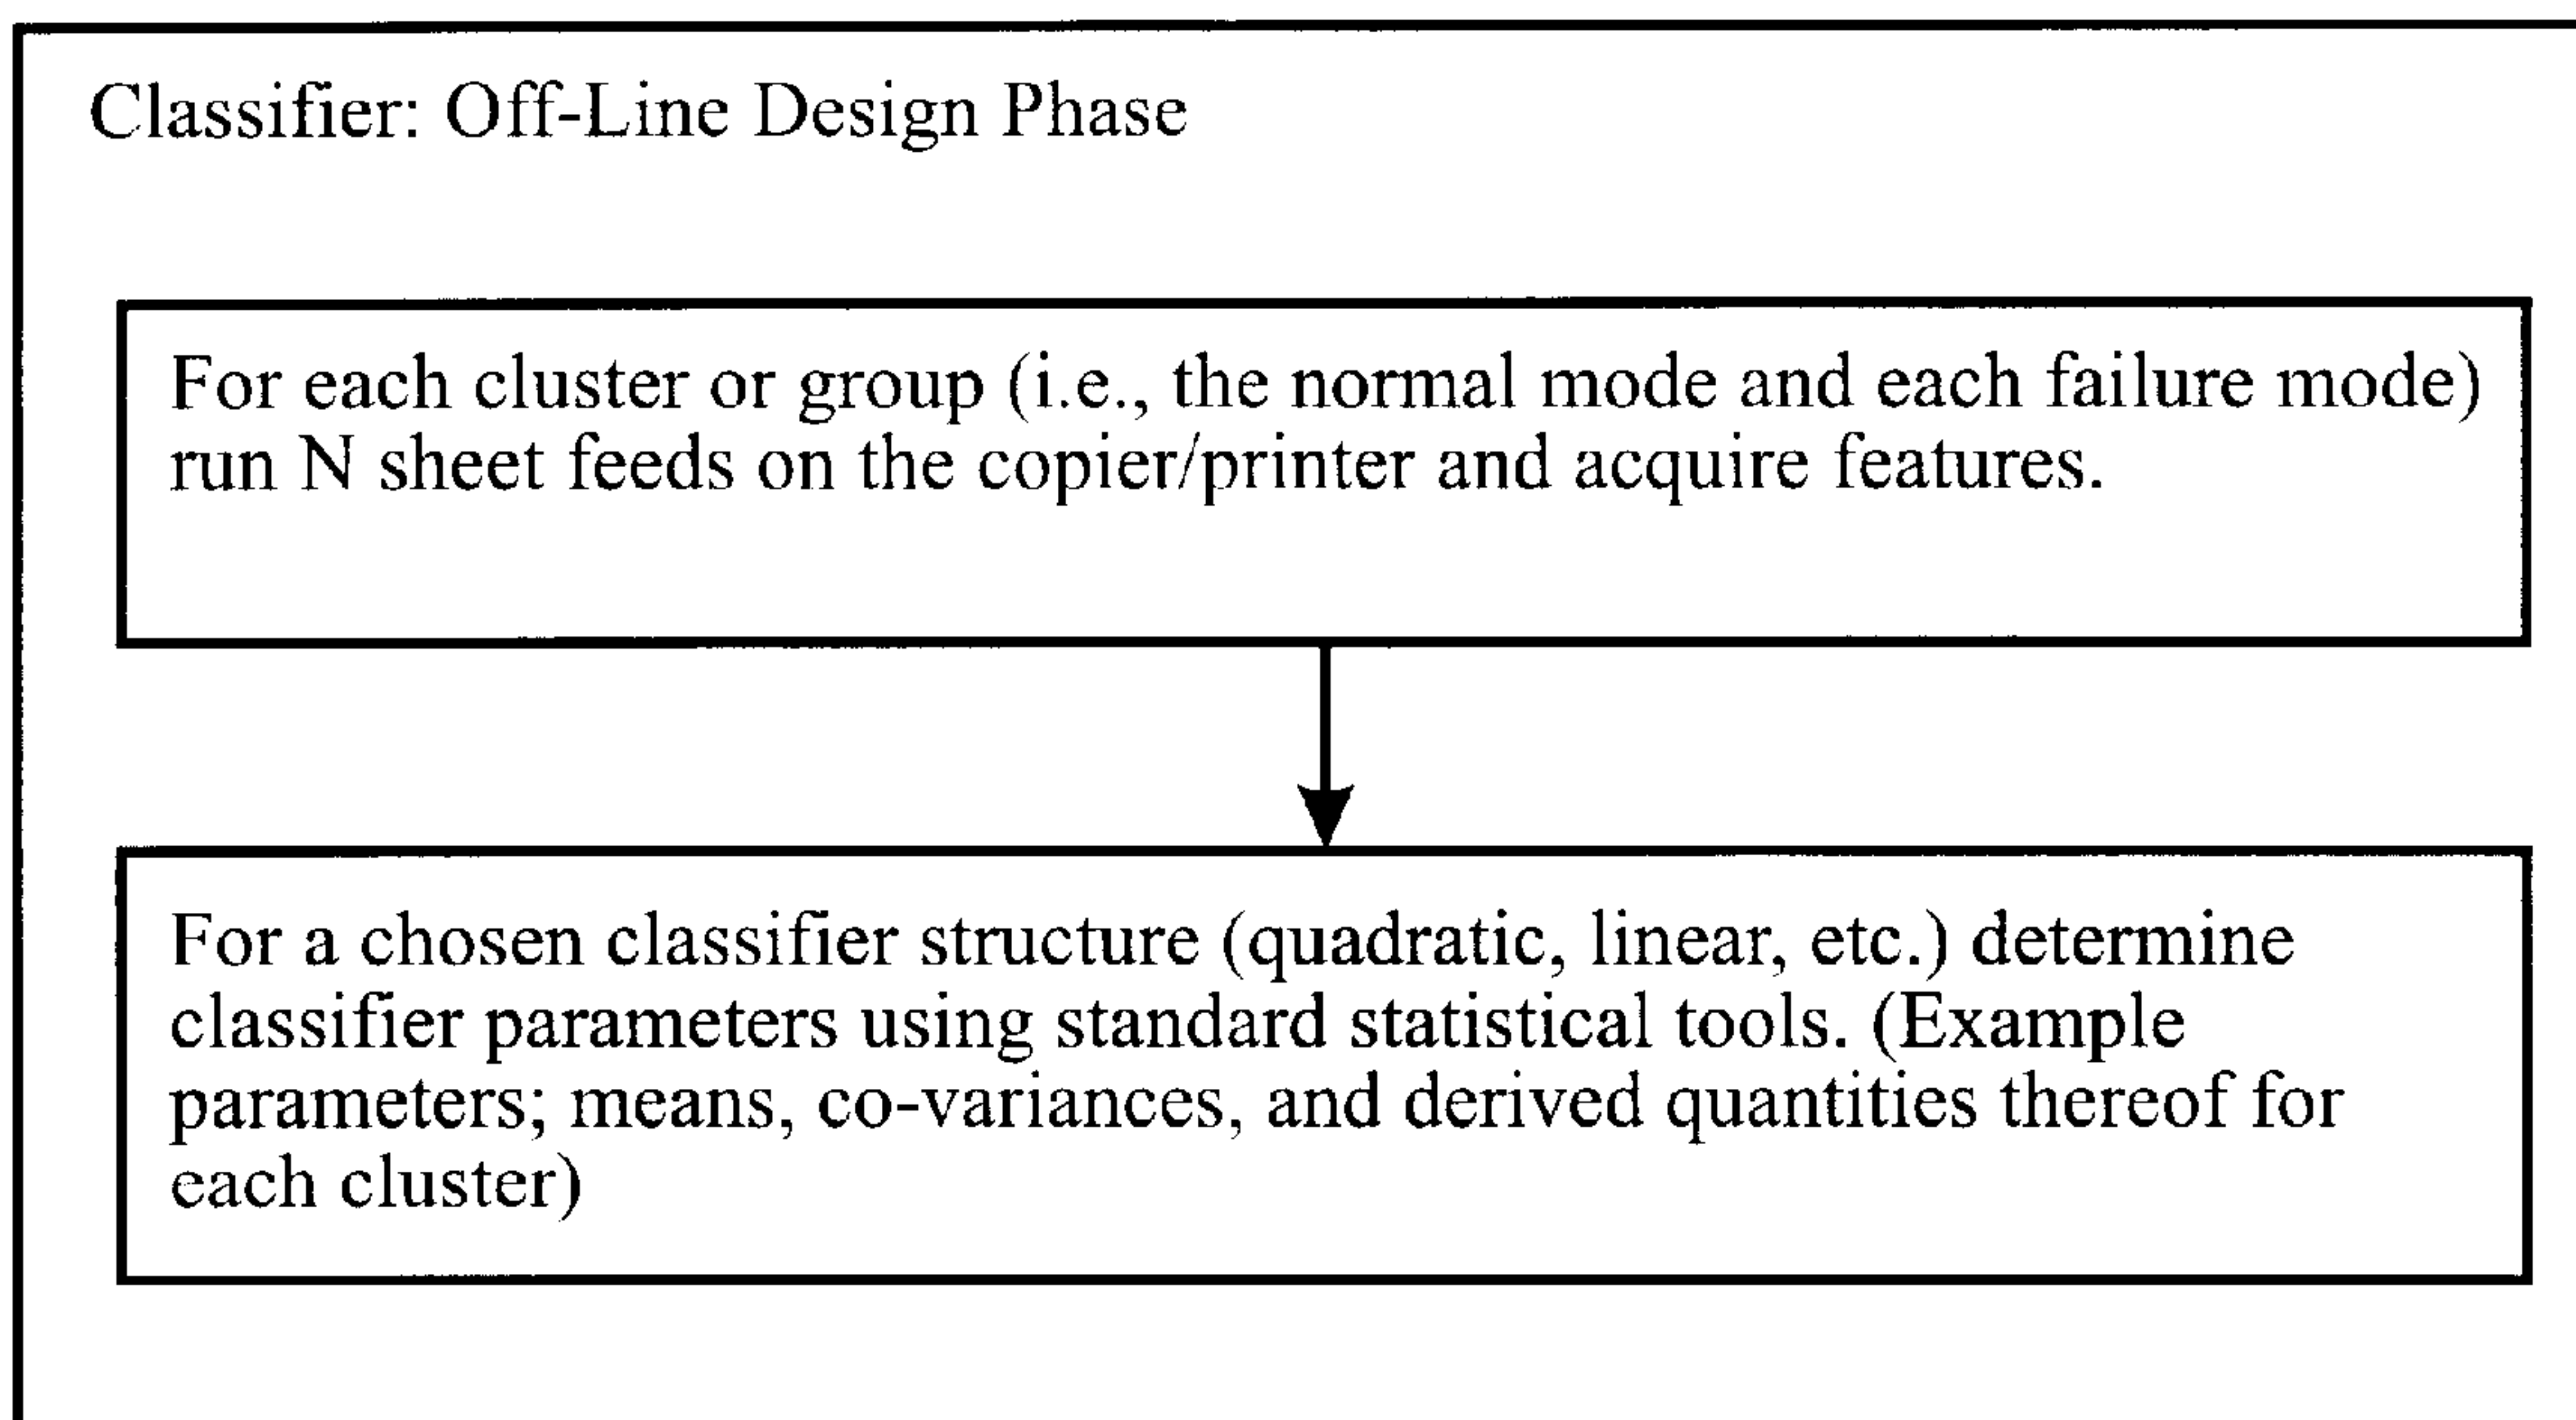 Classifier: Off-Line Design Phase
For each cluster or group (i.e., the normal mode and each failure mode)
run N sheet feeds on the copier/printer and acquire features.
For a chosen classifier structure (quadratic, linear, etc.) determine
classifier parameters using standard statistical tools. (Example
parameters; means, co-variances, and derived quantities thereof for
each cluster)